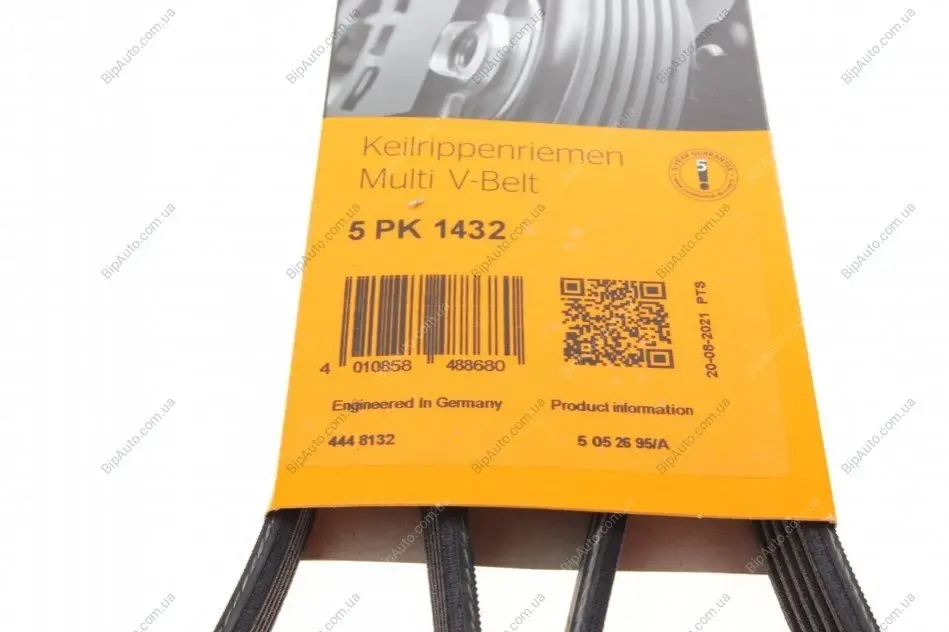 Keilrippenriemen
Multi V-Belt
5 PK 1432
5
4 010858 488680
20-08-2021 PTS
Engineered In Germany
Product information
444 8132
5 05 26 95/A
BipAuto.com.ua